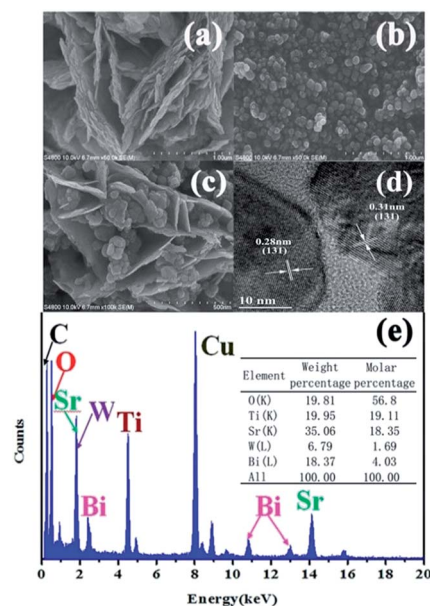 (a)
(b)
S4800 10.0kV 8.7mm x50.0k SE(M) 1.00um
S4800 10.0kV 8.7mm x50.0k SE(M) 1.00um
(c)
(d)
0.31nm
(131)
0.28nm
(131)
10 nm
S4800 10.0kV 8.7mm x100k SE(M) 500nm
(e)
C
O
Sr
W
Ti
Bi
Cu
Bi
Sr
Element Weight percentage Molar percentage
O(K) 19.81 56.8
Ti(K) 19.95 19.11
Sr(K) 35.06 18.35
W(L) 6.79 1.69
Bi(L) 18.37 4.03
All 100.00 100.00
Counts
0 2 4 6 8 10 12 14 16 18 20
Energy(keV)